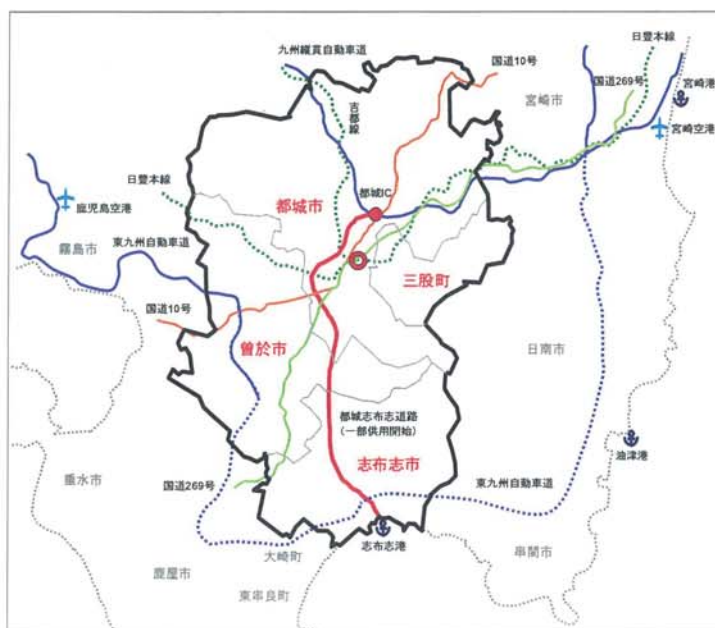 日豊本線
九州縦貫自動車道
国道10号
国道269号
宮崎港
宮崎市
吉都線
宮崎空港
都城IC
日豊本線
鹿児島空港
都城市
霧島市
東九州自動車道
三股町
国道10号
曽於市
日南市
都城志布志道路
(一部供用開始)
油津港
志布志市
垂水市
国道269号
東九州自動車道
志布志港
大崎町
串間市
鹿屋市
東串良町